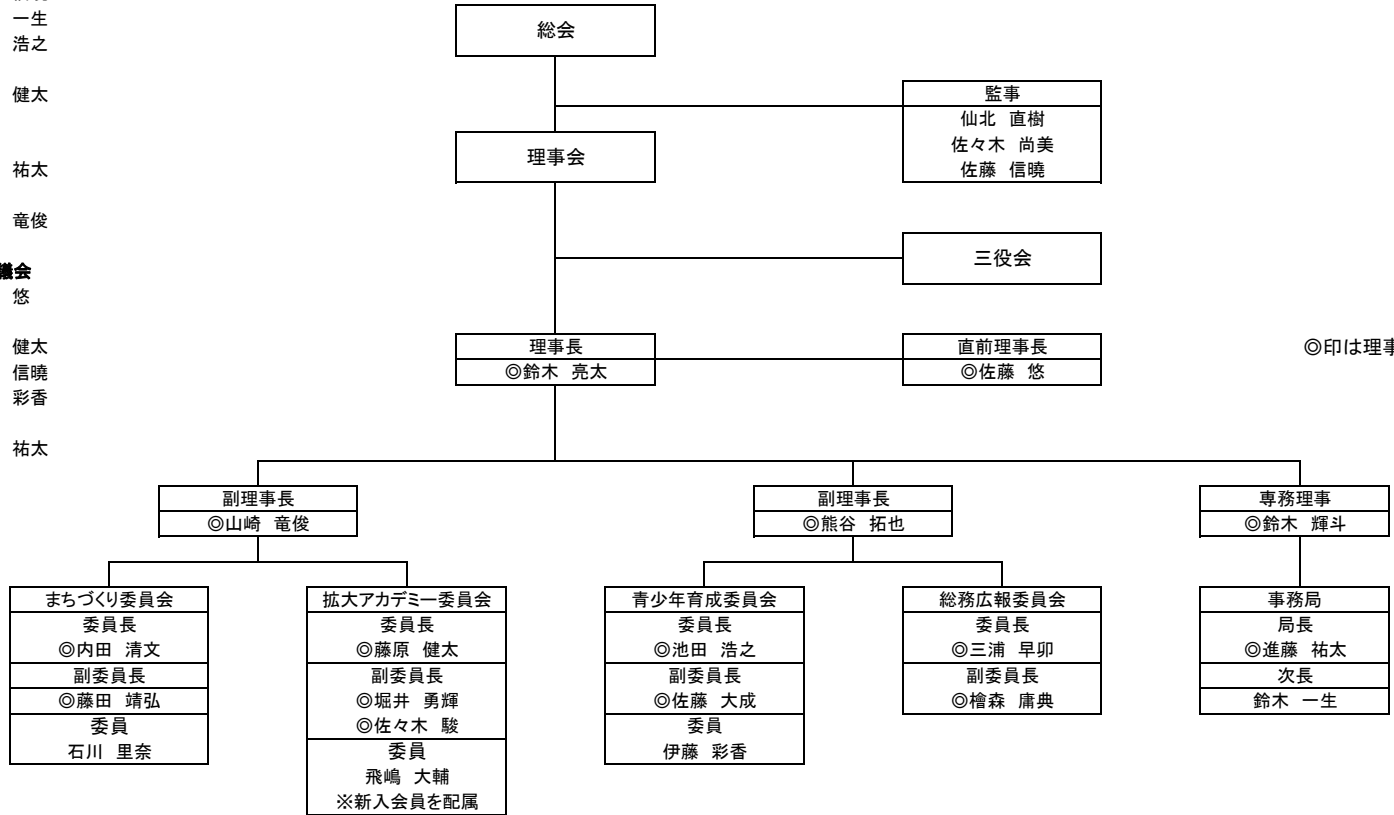 一生
浩之
健太
祐太
竜俊
議会
悠
健太
信曉
彩香
祐太
総会
監事
仙北 直樹
佐々木 尚美
佐藤 信曉
理事会
三役会
理事長
◎鈴木 亮太
直前理事長
◎佐藤 悠
◎印は理事
副理事長
◎山崎 竜俊
副理事長
◎熊谷 拓也
専務理事
◎鈴木 輝斗
まちづくり委員会
委員長
◎内田 清文
副委員長
◎藤田 靖弘
委員
石川 里奈
拡大アカデミー委員会
委員長
◎藤原 健太
副委員長
◎堀井 勇輝
◎佐々木 駿
委員
飛嶋 大輔
※新入会員を配属
青少年育成委員会
委員長
◎池田 浩之
副委員長
◎佐藤 大成
委員
伊藤 彩香
総務広報委員会
委員長
◎三浦 早卯
副委員長
◎檜森 庸典
事務局
局長
◎進藤 祐太
次長
鈴木 一生